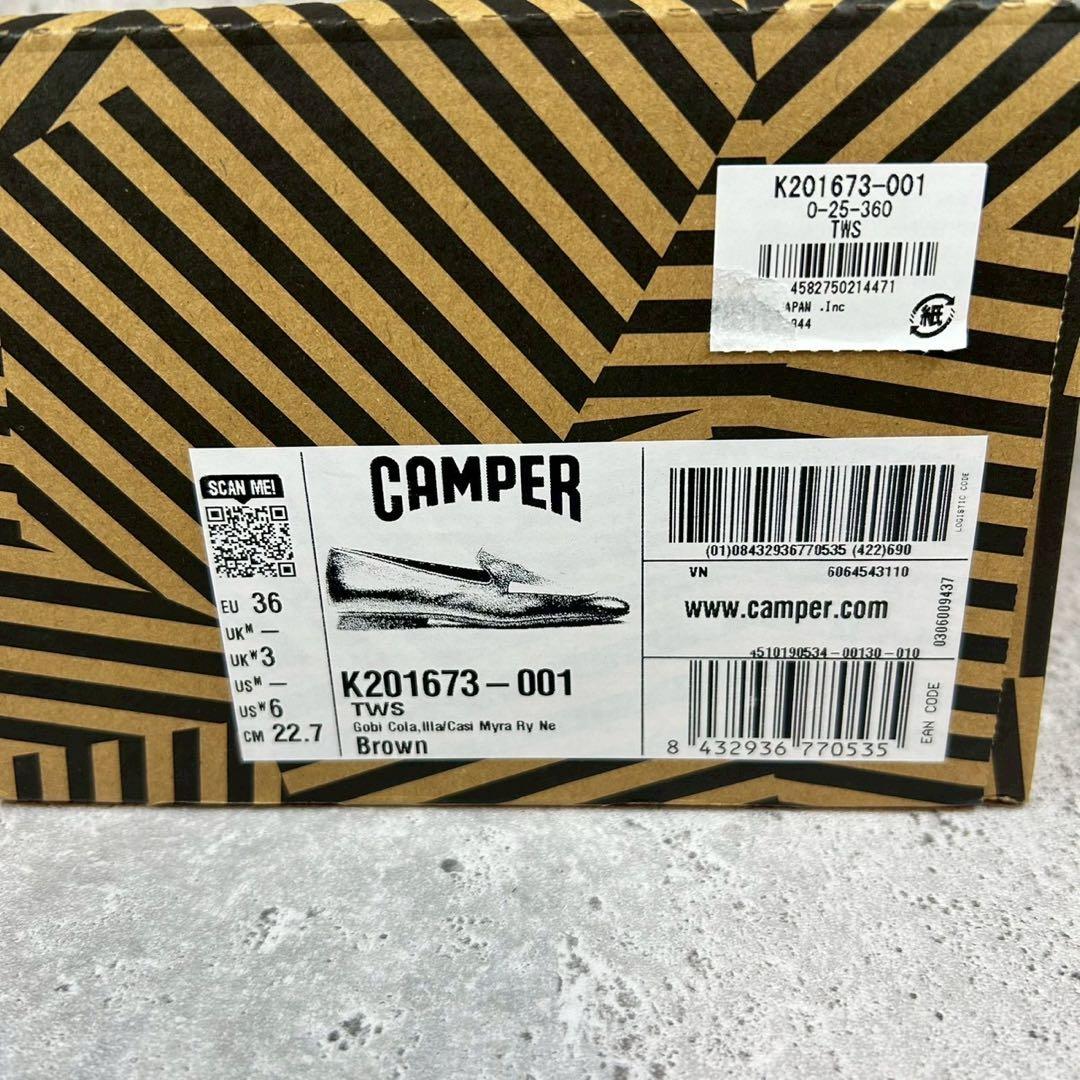 K201673-001
0-25-360
TWS
4582750214471
APAN .Inc
944
紙
SCAN ME!
EU 36
UKᴹ —
UKᵂ 3
USᴹ —
USᵂ 6
CM 22.7
CAMPER
K201673-001
TWS
Gobi Cola,Illa/Casi Myra Ry Ne
Brown
(01)08432936770535 (422)690
LOGISTIC CODE
VN 6064543110
www.camper.com
0306009437
4510190534-00130-010
8 432936 770535
EAN CODE